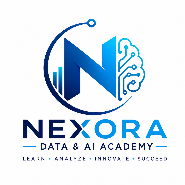 N
NEXORA
DATA & AI ACADEMY
LEARN • ANALYZE • INNOVATE • SUCCEED